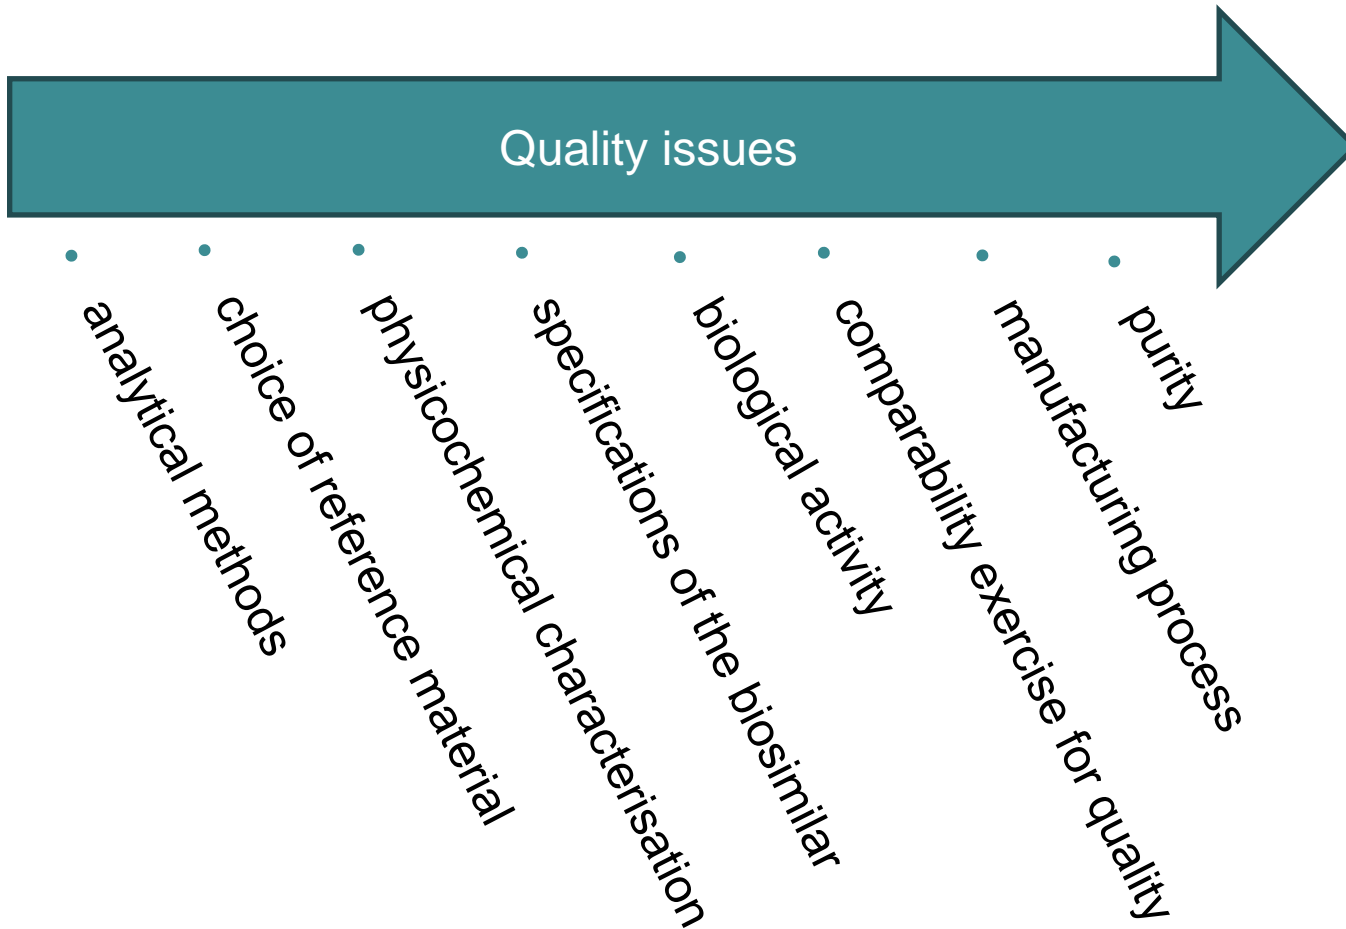 Quality issues
analytical methods
choice of reference material
physicochemical characterisation
specifications of the biosimilar
biological activity
comparability exercise for quality
manufacturing process
purity